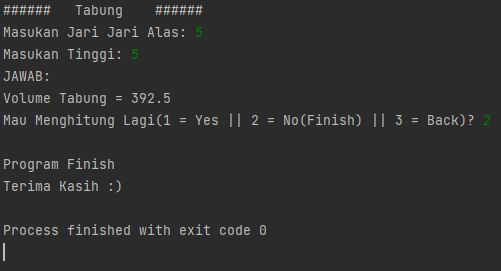 ######   Tabung    ######
Masukan Jari Jari Alas: 5
Masukan Tinggi: 5
JAWAB:
Volume Tabung = 392.5
Mau Menghitung Lagi(1 = Yes || 2 = No(Finish) || 3 = Back)? 2
Program Finish
Terima Kasih :)
Process finished with exit code 0